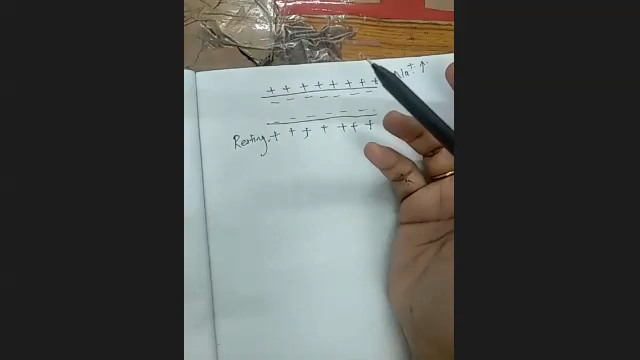 + + + + + + + + Na⁺ ↑
− − − − − − −
− − − − − −
Resting + + + + + + +